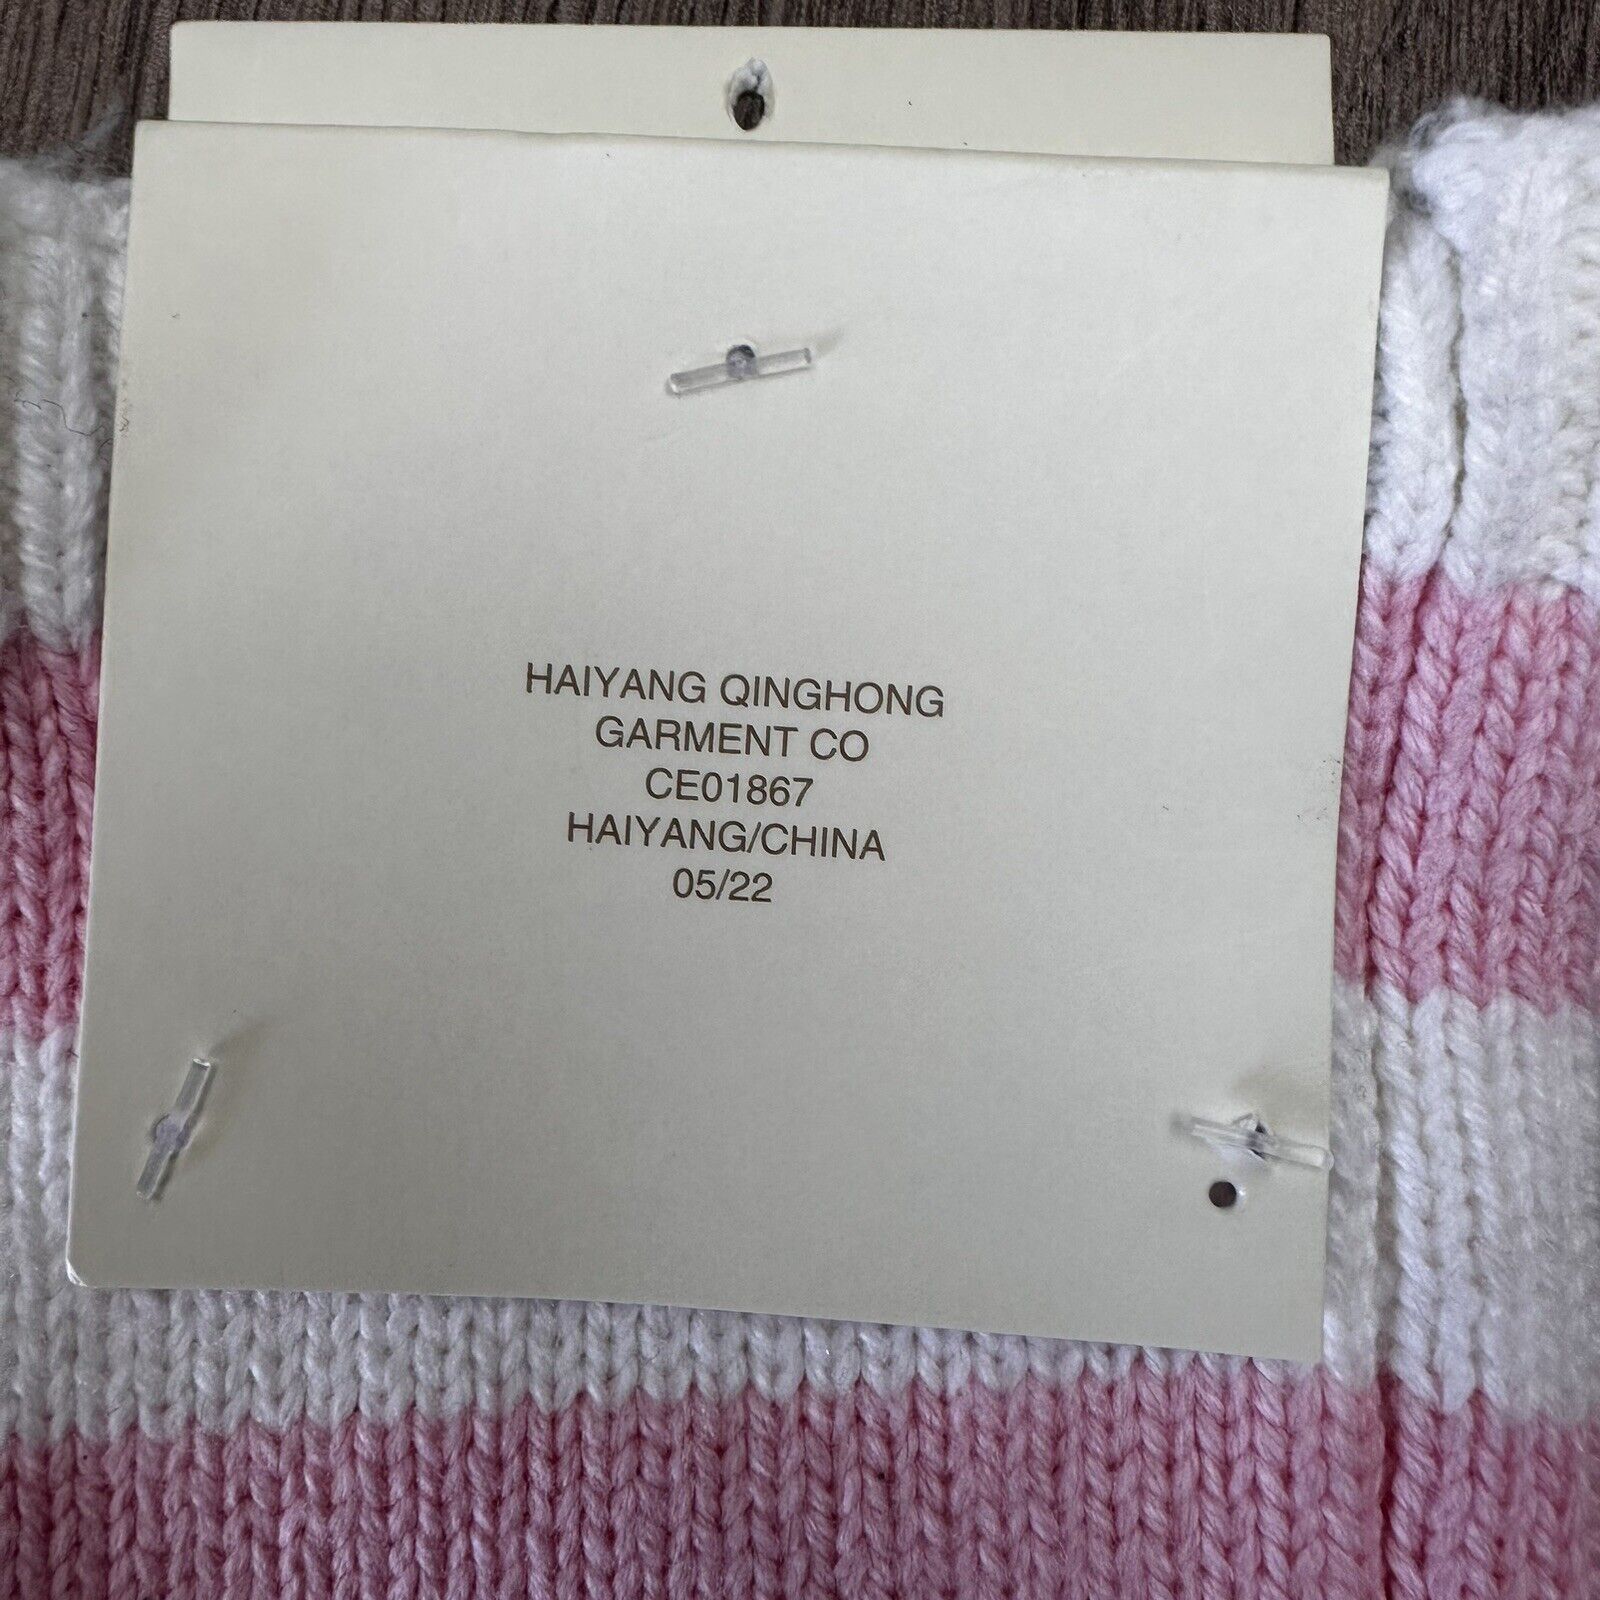 HAIYANG QINGHONG
GARMENT CO
CE01867
HAIYANG/CHINA
05/22